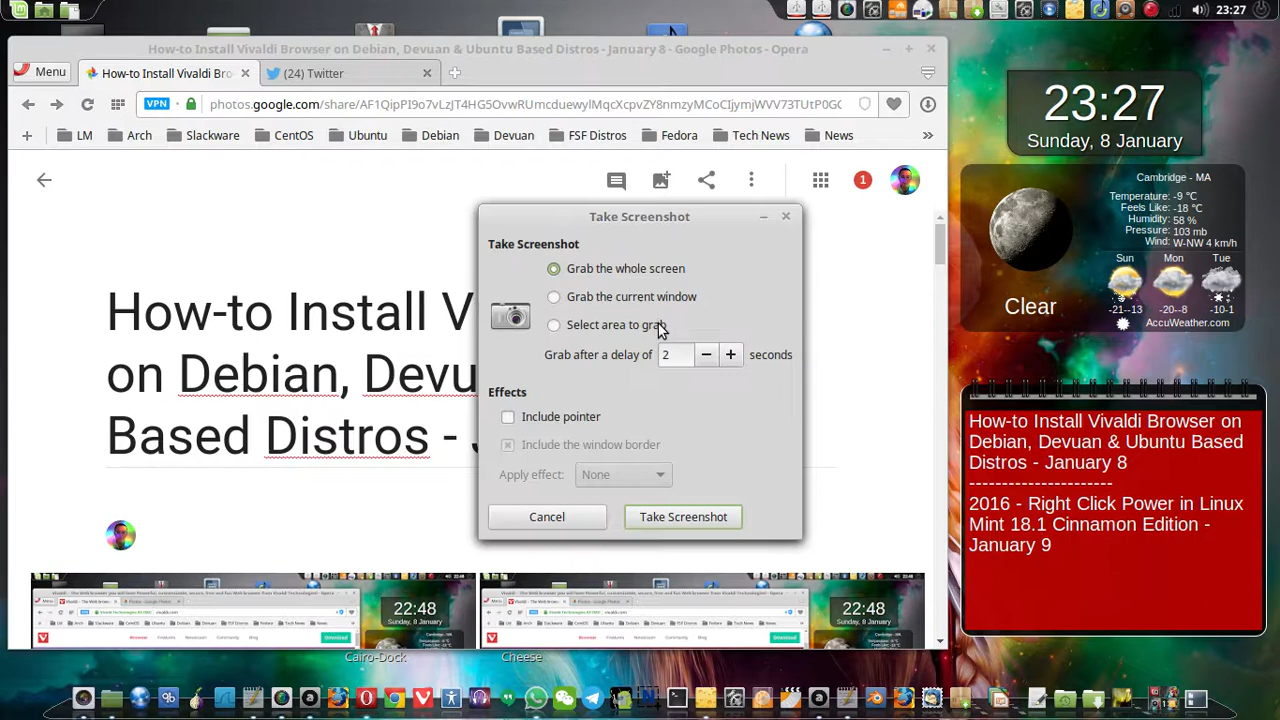 23:27
How-to Install Vivaldi Browser on Debian, Devuan & Ubuntu Based Distros - January 8 - Google Photos - Opera
Menu
How-to Install Vivaldi Bro
(24) Twitter
VPN
photos.google.com/share/AF1QipPI9o7vLzJT4HG5OvwRUmcduewylMqcXcpvZY8nmzyMCoCIjymjWVV73TUtP0GC
LM
Arch
Slackware
CentOS
Ubuntu
Debian
Devuan
FSF Distros
Fedora
Tech News
News
1
How-to Install V
on Debian, Devu
Based Distros - 
Take Screenshot
Take Screenshot
Grab the whole screen
Grab the current window
Select area to grab
Grab after a delay of 2 seconds
Effects
Include pointer
Include the window border
Apply effect: None
Cancel
Take Screenshot
23:27
Sunday, 8 January
Cambridge - MA
Temperature: -9 ℃
Feels Like: -18 ℃
Humidity: 58 %
Pressure: 103 mb
Wind: W-NW 4 km/h
Clear
Sun Mon Tue
-21--13 -20--8 -10-1
AccuWeather.com
How-to Install Vivaldi Browser on
Debian, Devuan & Ubuntu Based
Distros - January 8
----------------------
2016 - Right Click Power in Linux
Mint 18.1 Cinnamon Edition -
January 9
22:48
Sunday, 8 January
Download
22:48
Sunday, 8 January
Download
Cairo-Dock
Cheese